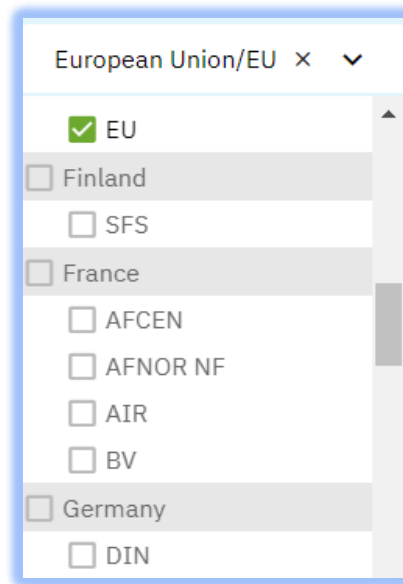 European Union/EU ×
EU
Finland
SFS
France
AFCEN
AFNOR NF
AIR
BV
Germany
DIN